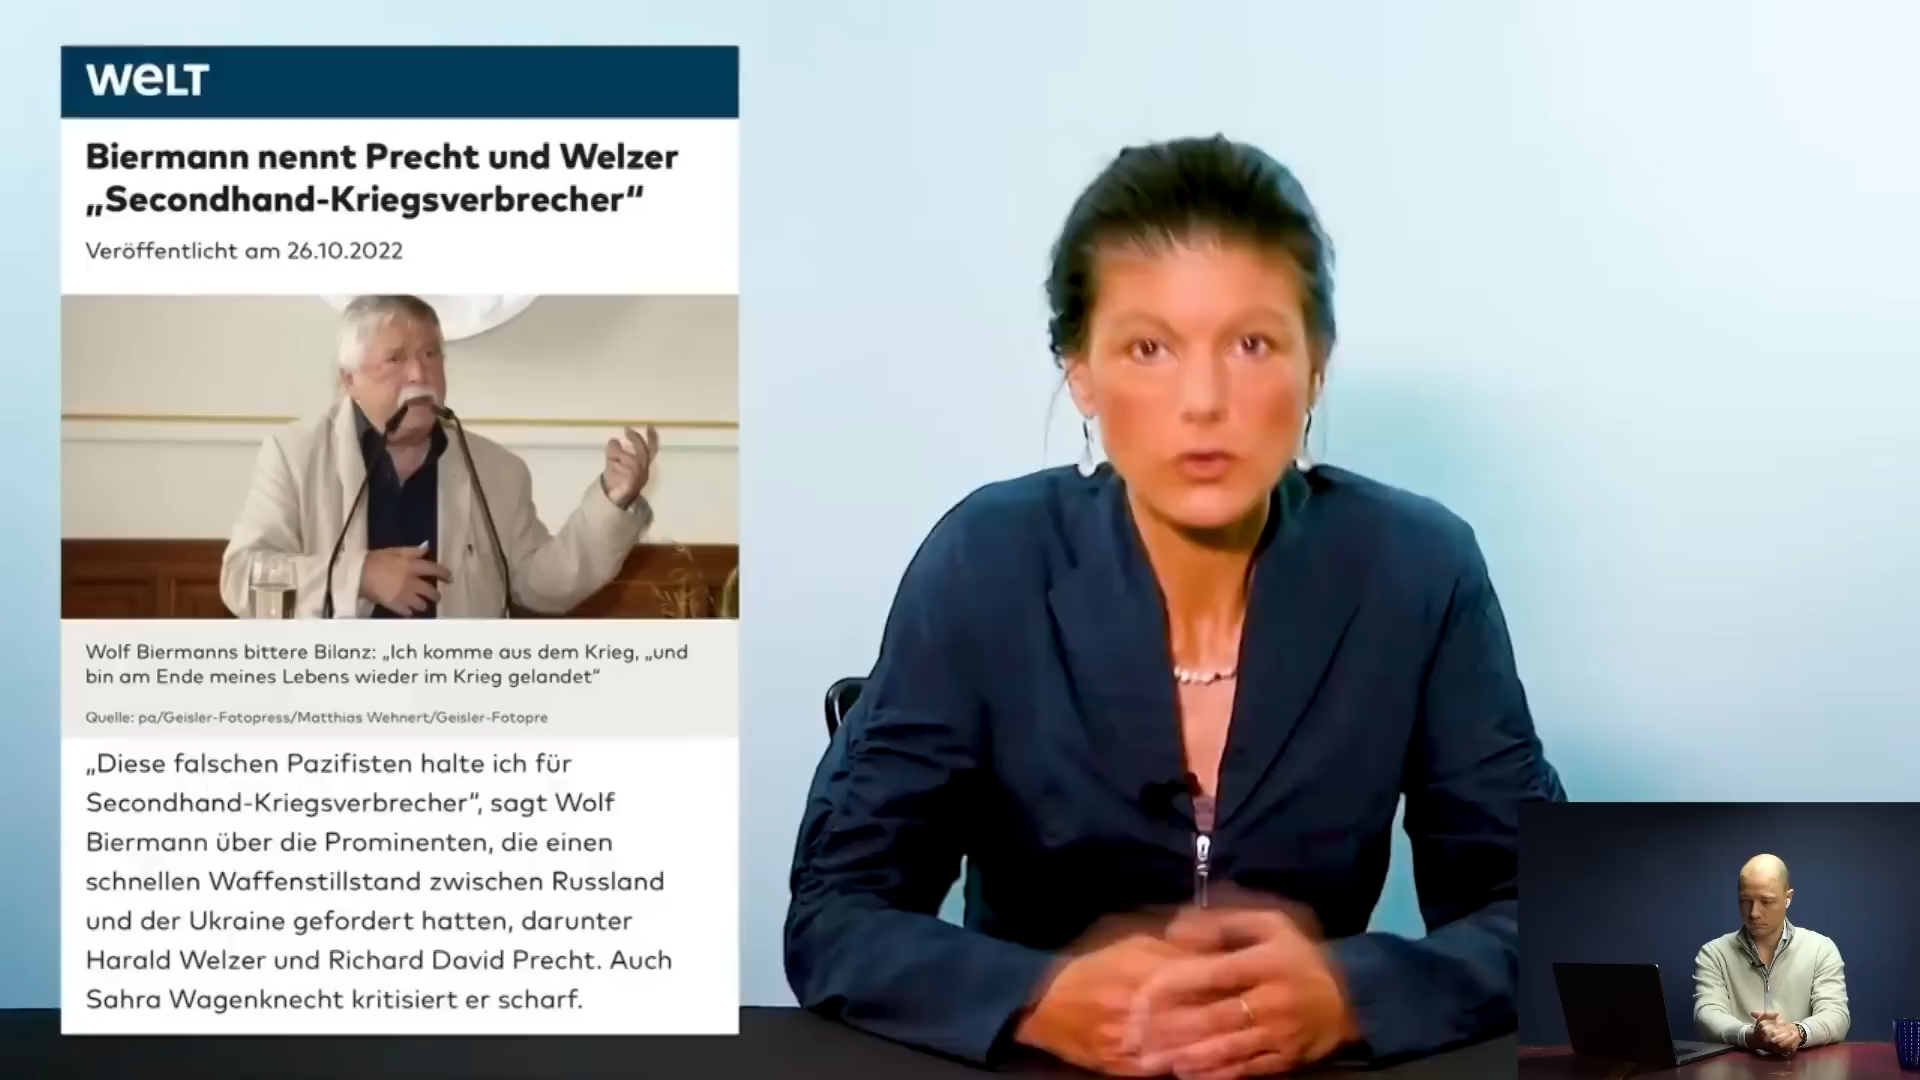 WELT
Biermann nennt Precht und Welzer
„Secondhand-Kriegsverbrecher“
Veröffentlicht am 26.10.2022
Wolf Biermanns bittere Bilanz: „Ich komme aus dem Krieg, „und
bin am Ende meines Lebens wieder im Krieg gelandet“
Quelle: pa/Geisler-Fotopress/Matthias Wehnert/Geisler-Fotopre
„Diese falschen Pazifisten halte ich für
Secondhand-Kriegsverbrecher“, sagt Wolf
Biermann über die Prominenten, die einen
schnellen Waffenstillstand zwischen Russland
und der Ukraine gefordert hatten, darunter
Harald Welzer und Richard David Precht. Auch
Sahra Wagenknecht kritisiert er scharf.